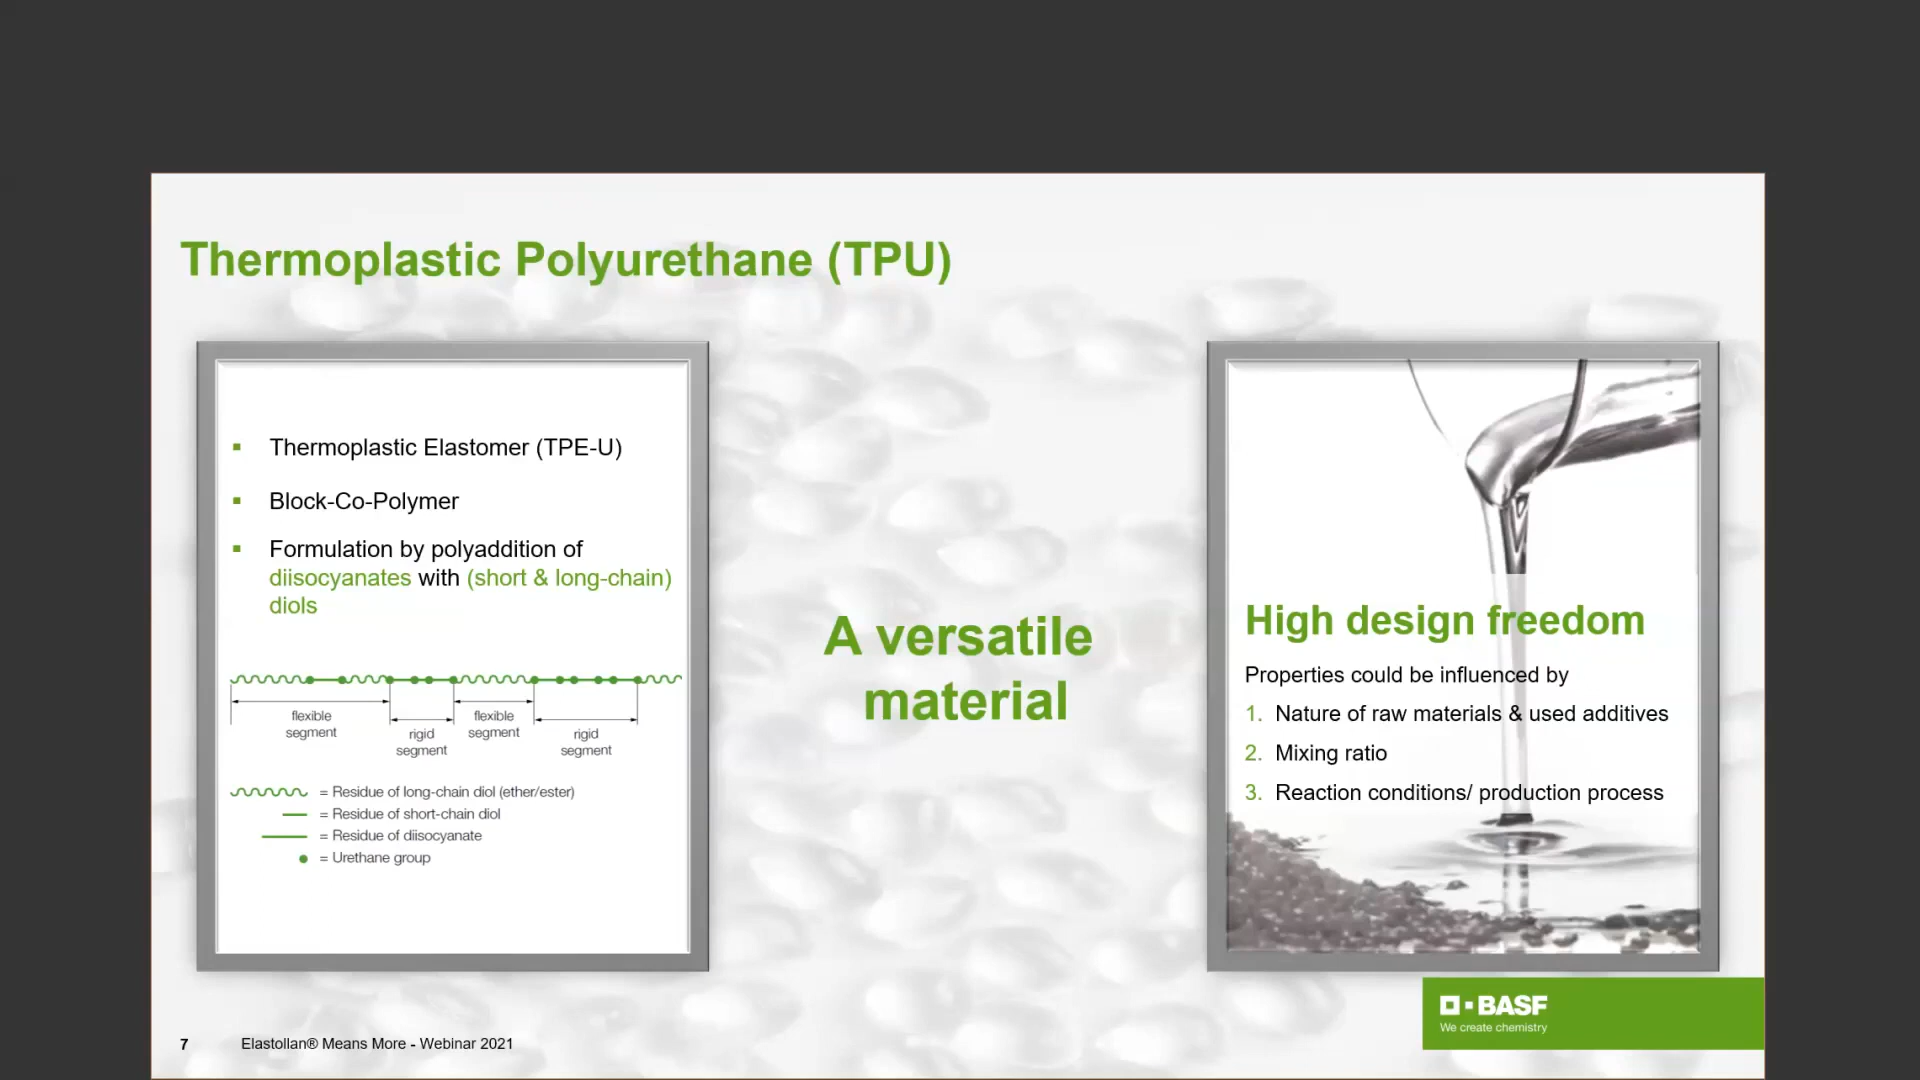 Thermoplastic Polyurethane (TPU)
Thermoplastic Elastomer (TPE-U)
Block-Co-Polymer
Formulation by polyaddition of
diisocyanates with (short & long-chain)
diols
flexible
segment
rigid
segment
flexible
segment
rigid
segment
= Residue of long-chain diol (ether/ester)
= Residue of short-chain diol
= Residue of diisocyanate
= Urethane group
A versatile
material
High design freedom
Properties could be influenced by
1. Nature of raw materials & used additives
2. Mixing ratio
3. Reaction conditions/ production process
BASF
We create chemistry
7 Elastollan® Means More - Webinar 2021